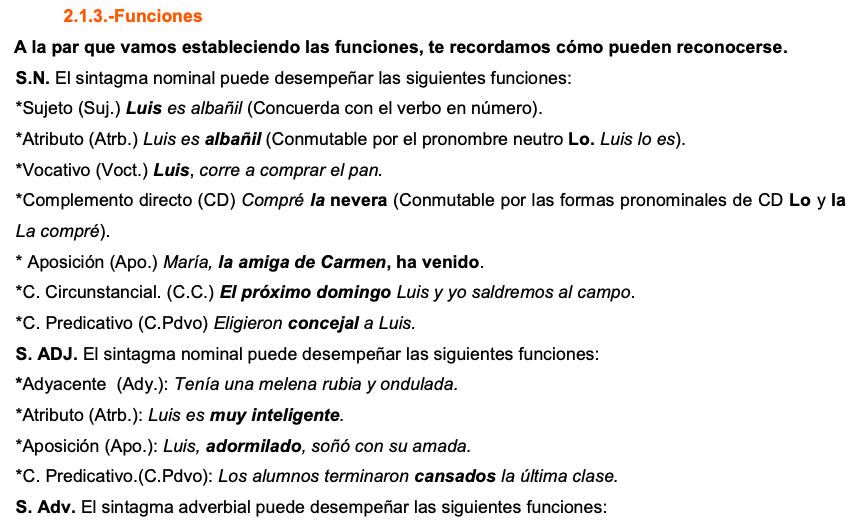 2.1.3.-Funciones
A la par que vamos estableciendo las funciones, te recordamos cómo pueden reconocerse.
S.N. El sintagma nominal puede desempeñar las siguientes funciones:
*Sujeto (Suj.) Luis es albañil (Concuerda con el verbo en número).
*Atributo (Atrb.) Luis es albañil (Conmutable por el pronombre neutro Lo. Luis lo es).
*Vocativo (Voct.) Luis, corre a comprar el pan.
*Complemento directo (CD) Compré la nevera (Conmutable por las formas pronominales de CD Lo y la
La compré).
* Aposición (Apo.) María, la amiga de Carmen, ha venido.
*C. Circunstancial. (C.C.) El próximo domingo Luis y yo saldremos al campo.
*C. Predicativo (C.Pdvo) Eligieron concejal a Luis.
S. ADJ. El sintagma nominal puede desempeñar las siguientes funciones:
*Adyacente (Ady.): Tenía una melena rubia y ondulada.
*Atributo (Atrb.): Luis es muy inteligente.
*Aposición (Apo.): Luis, adormilado, soñó con su amada.
*C. Predicativo.(C.Pdvo): Los alumnos terminaron cansados la última clase.
S. Adv. El sintagma adverbial puede desempeñar las siguientes funciones: